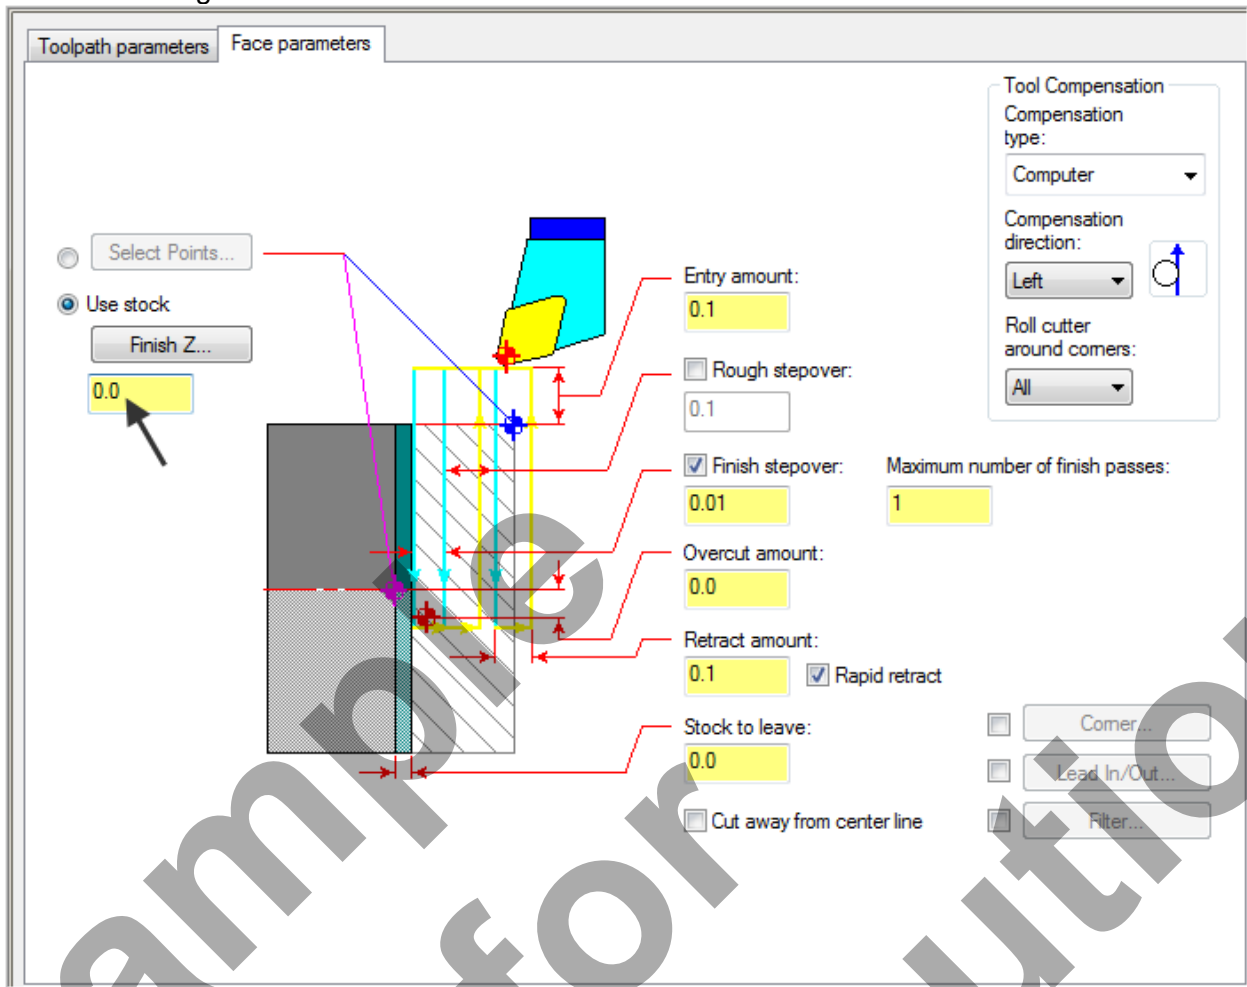 Toolpath parameters
Face parameters
Tool Compensation
Compensation
type:
Computer
Compensation
direction:
Left
Roll cutter
around corners:
All
Select Points...
Use stock
Finish Z...
0.0
Entry amount:
0.1
Rough stepover:
0.1
Finish stepover:
0.01
Maximum number of finish passes:
1
Overcut amount:
0.0
Retract amount:
0.1
Rapid retract
Stock to leave:
0.0
Cut away from center line
Corner...
Lead In/Out...
Filter...
ample
for
utio